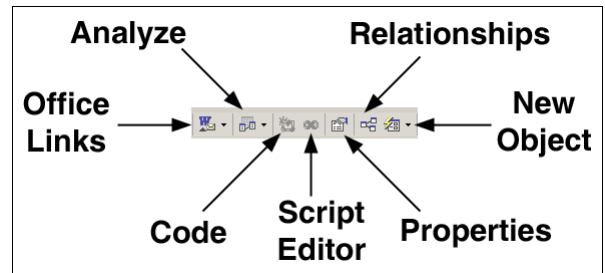 Analyze
Relationships
Office
Links
New
Object
Code
Script
Editor
Properties